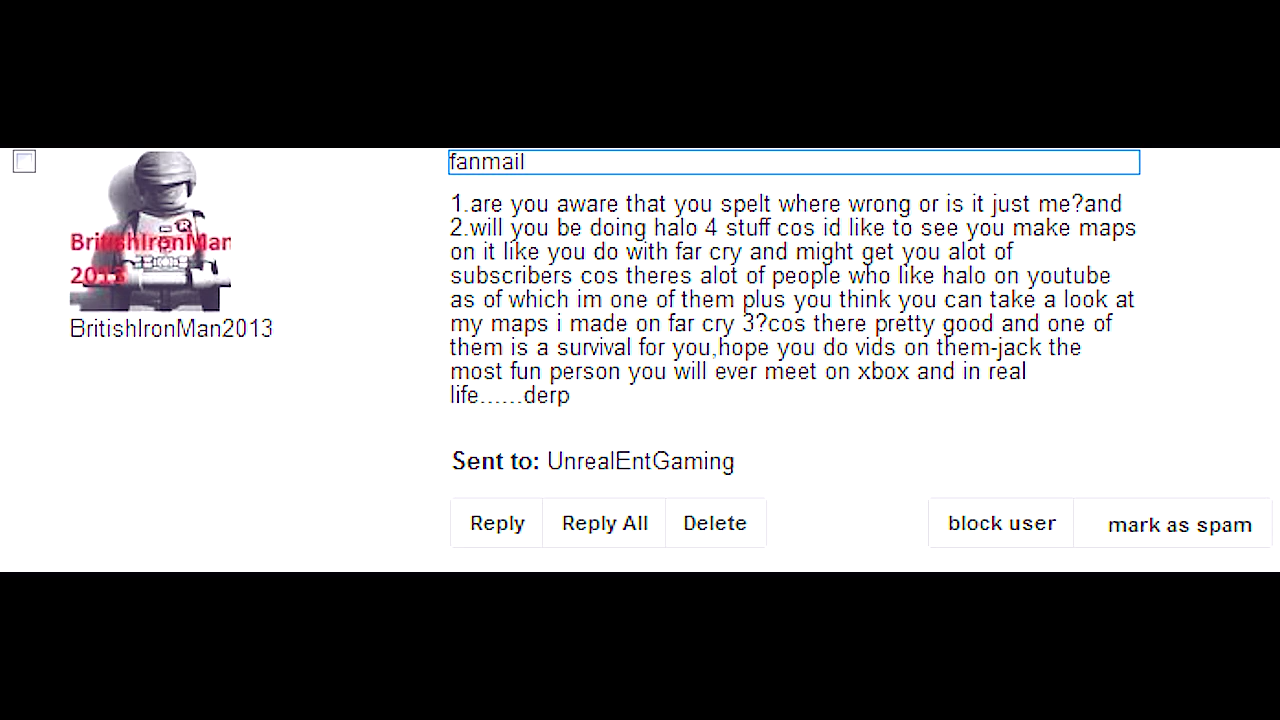 fanmail
1.are you aware that you spelt where wrong or is it just me?and
2.will you be doing halo 4 stuff cos id like to see you make maps
on it like you do with far cry and might get you alot of
subscribers cos theres alot of people who like halo on youtube
as of which im one of them plus you think you can take a look at
my maps i made on far cry 3?cos there pretty good and one of
them is a survival for you,hope you do vids on them-jack the
most fun person you will ever meet on xbox and in real
life......derp
BritishIronMan
2013
BritishIronMan2013
Sent to: UnrealEntGaming
Reply Reply All Delete block user mark as spam